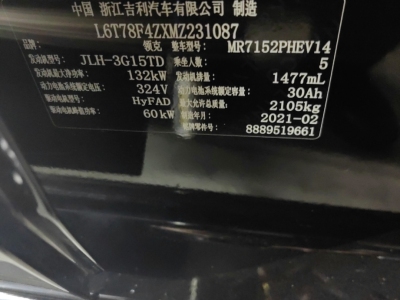 中国 浙江吉利汽车有限公司 制造
L6T78F4ZXMZ231087
品牌: 领克 整车型号: MR7152PHEV14
发动机型号: JLH-3G15TD 乘坐人数: 5
发动机最大净功率: 132kW 发动机排量: 1477mL
动力电池系统额定电压: 324V 动力电池系统额定容量: 30Ah
驱动电机型号: HyFAD 最大允许总质量: 2105kg
驱动电机峰值功率: 60kW 制造年月: 2021-02
8889519661